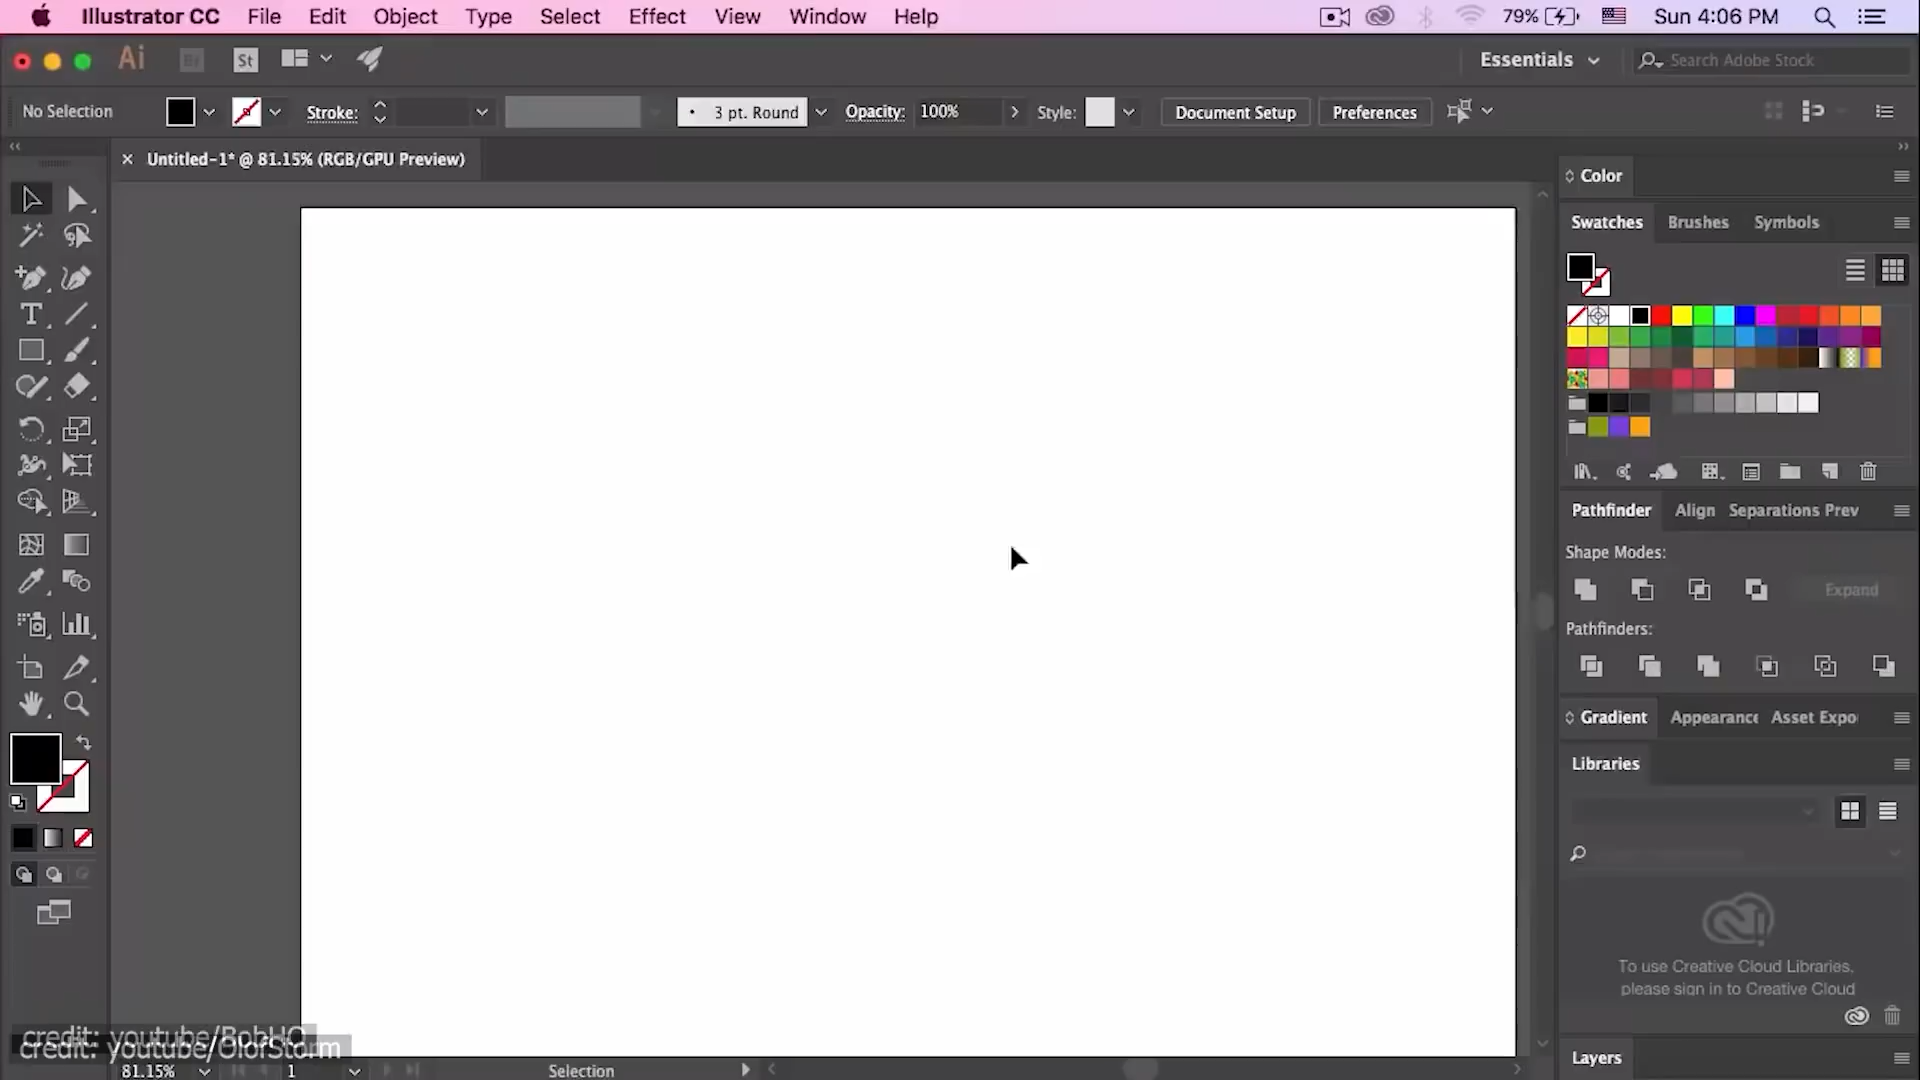 Illustrator CC File Edit Object Type Select Effect View Window Help 79% Sun 4:06 PM
Ai Br St Essentials Search Adobe Stock
No Selection Stroke: 3 pt. Round Opacity: 100% Style: Document Setup Preferences
Untitled-1* @ 81.15% (RGB/GPU Preview)
Color
Swatches Brushes Symbols
Pathfinder Align Separations Prev
Shape Modes:
Expand
Pathfinders:
Gradient Appearance Asset Expo
Libraries
To use Creative Cloud Libraries,
please sign in to Creative Cloud
credit: youtube/BobHO
credit: youtube/OlorStorm
81.15% 1 Selection
Layers